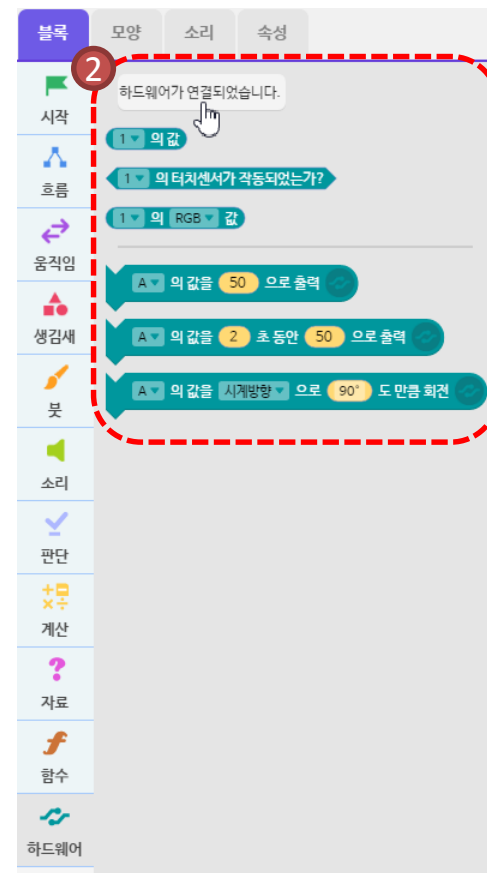 블록 모양 소리 속성
2
시작
흐름
움직임
생김새
붓
소리
판단
계산
자료
함수
하드웨어
하드웨어가 연결되었습니다.
1 의 값
1 의 터치센서가 작동되었는가?
1 의 RGB 값
A 의 값을 50 으로 출력
A 의 값을 2 초 동안 50 으로 출력
A 의 값을 시계방향 으로 90° 도 만큼 회전